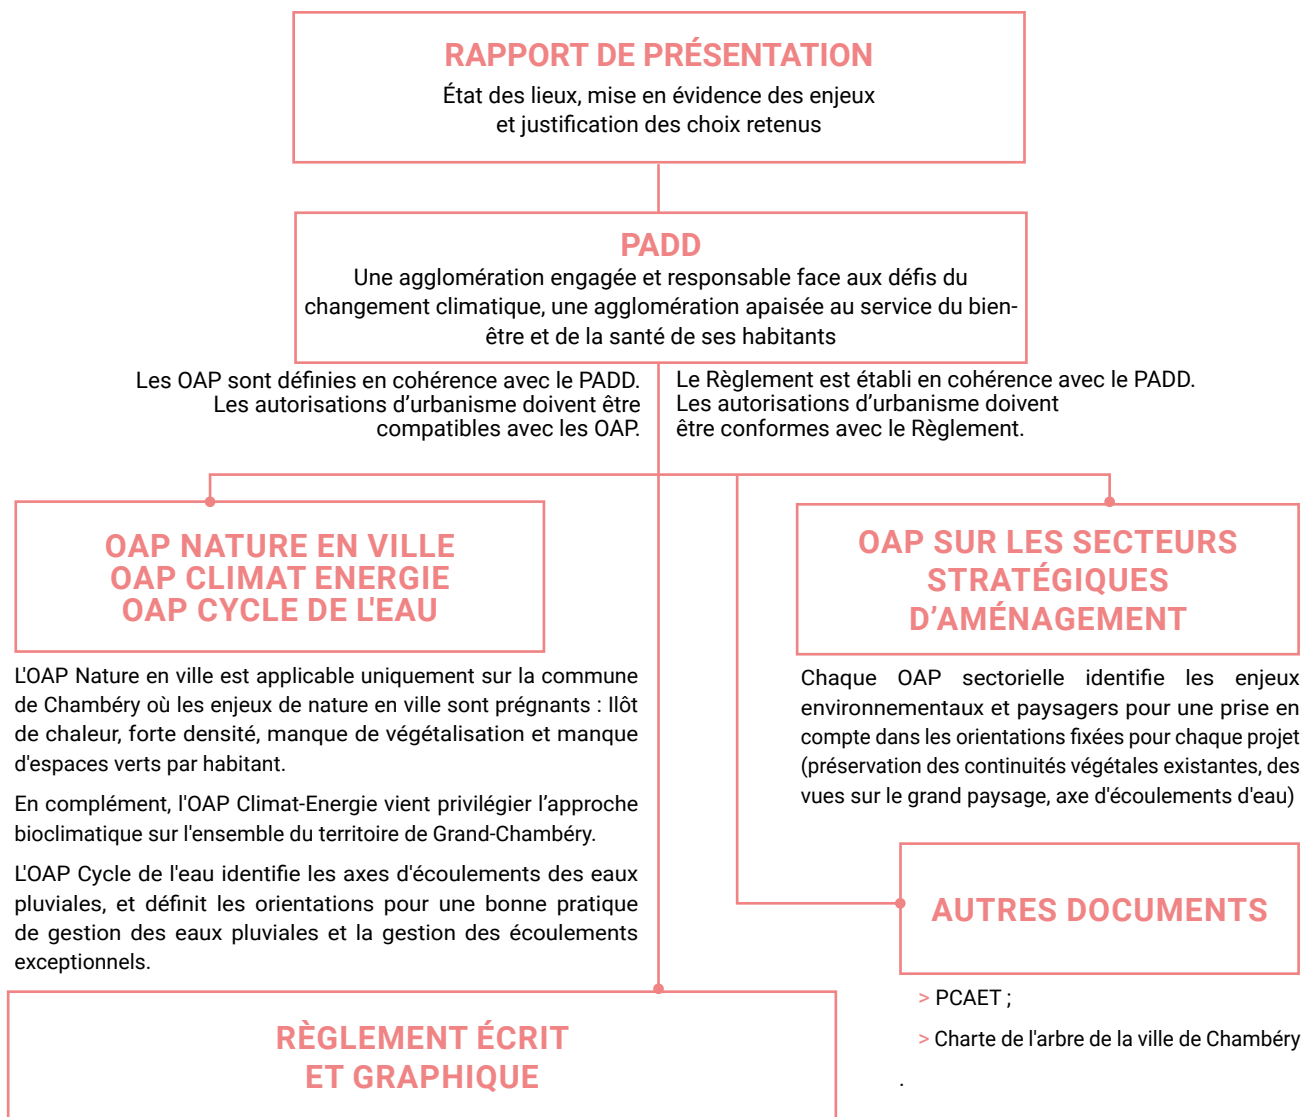 RAPPORT DE PRÉSENTATION
État des lieux, mise en évidence des enjeux
et justification des choix retenus
PADD
Une agglomération engagée et responsable face aux défis du
changement climatique, une agglomération apaisée au service du bien-
être et de la santé de ses habitants
Les OAP sont définies en cohérence avec le PADD.
Les autorisations d’urbanisme doivent être
compatibles avec les OAP.
Le Règlement est établi en cohérence avec le PADD.
Les autorisations d’urbanisme doivent
être conformes avec le Règlement.
OAP NATURE EN VILLE
OAP CLIMAT ENERGIE
OAP CYCLE DE L'EAU
L'OAP Nature en ville est applicable uniquement sur la commune
de Chambéry où les enjeux de nature en ville sont prégnants : Ilôt
de chaleur, forte densité, manque de végétalisation et manque
d'espaces verts par habitant.
En complément, l'OAP Climat-Energie vient privilégier l’approche
bioclimatique sur l'ensemble du territoire de Grand-Chambéry.
L'OAP Cycle de l'eau identifie les axes d'écoulements des eaux
pluviales, et définit les orientations pour une bonne pratique
de gestion des eaux pluviales et la gestion des écoulements
exceptionnels.
OAP SUR LES SECTEURS
STRATÉGIQUES
D’AMÉNAGEMENT
Chaque OAP sectorielle identifie les enjeux
environnementaux et paysagers pour une prise en
compte dans les orientations fixées pour chaque projet
(préservation des continuités végétales existantes, des
vues sur le grand paysage, axe d'écoulements d'eau)
AUTRES DOCUMENTS
> PCAET ;
> Charte de l'arbre de la ville de Chambéry
.
RÈGLEMENT ÉCRIT
ET GRAPHIQUE